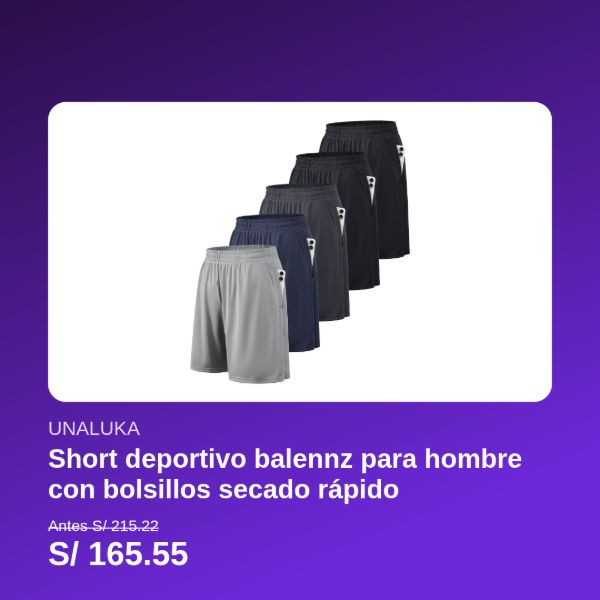 UNALUKA
Short deportivo balennz para hombre
con bolsillos secado rápido
Antes S/ 215.22
S/ 165.55